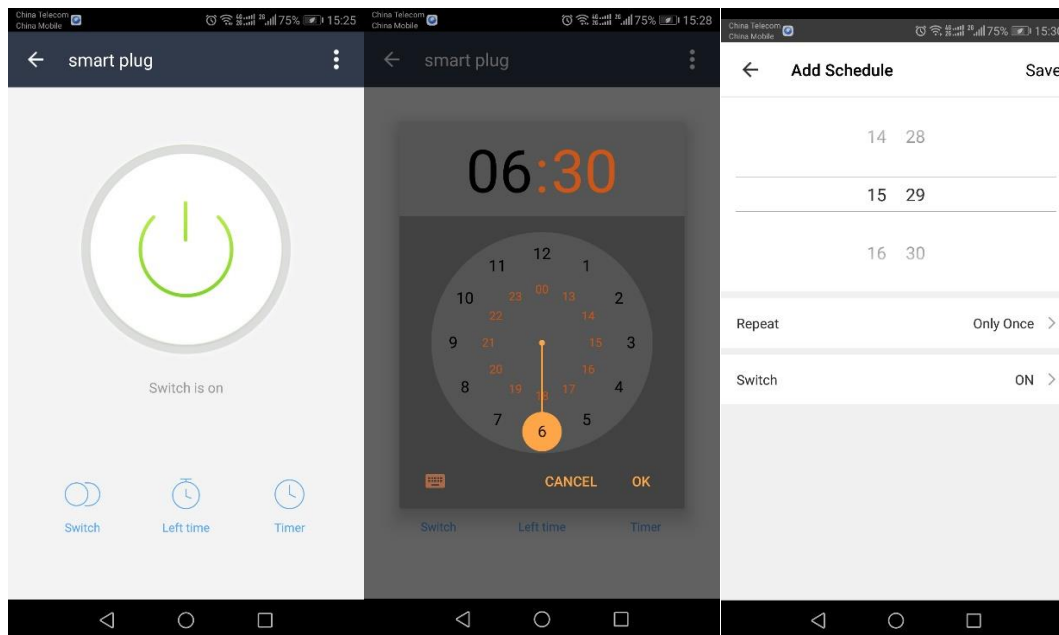 China Telecom
China Mobile
75% 15:25
smart plug
Switch is on
Switch Left time Timer
China Telecom
China Mobile
75% 15:28
smart plug
06:30
12
11 1
23 00 13
10 2
22 14
9 21 15 3
20 16
8 4
19 18 17
7 5
6
CANCEL OK
Switch Left time Timer
China Telecom
China Mobile
75% 15:30
Add Schedule Save
14 28
15 29
16 30
Repeat Only Once
Switch ON